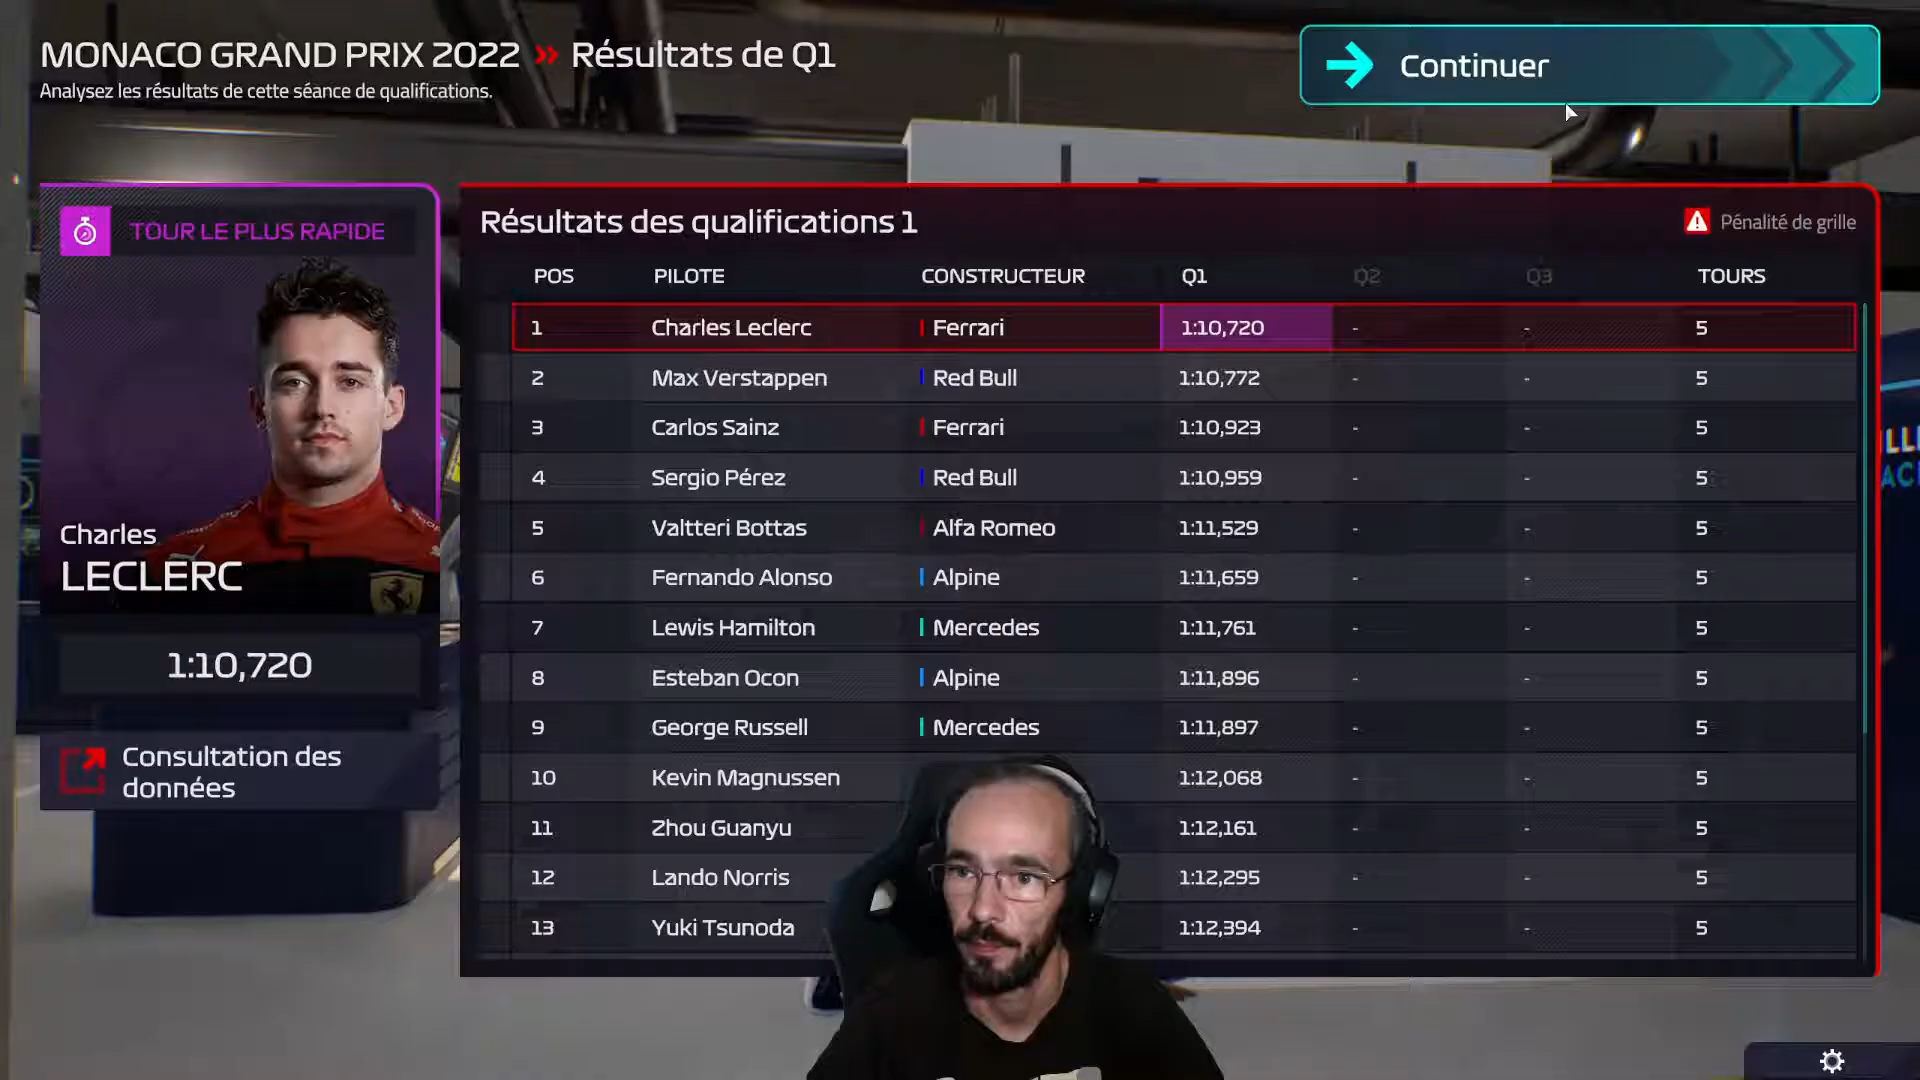 MONACO GRAND PRIX 2022 » Résultats de Q1
Analysez les résultats de cette séance de qualifications.
Continuer
TOUR LE PLUS RAPIDE
Charles
LECLERC
1:10,720
Consultation des
données
Résultats des qualifications 1
Pénalité de grille
POS PILOTE CONSTRUCTEUR Q1 Q2 Q3 TOURS
1 Charles Leclerc Ferrari 1:10,720 - - 5
2 Max Verstappen Red Bull 1:10,772 - - 5
3 Carlos Sainz Ferrari 1:10,923 - - 5
4 Sergio Pérez Red Bull 1:10,959 - - 5
5 Valtteri Bottas Alfa Romeo 1:11,529 - - 5
6 Fernando Alonso Alpine 1:11,659 - - 5
7 Lewis Hamilton Mercedes 1:11,761 - - 5
8 Esteban Ocon Alpine 1:11,896 - - 5
9 George Russell Mercedes 1:11,897 - - 5
10 Kevin Magnussen 1:12,068 - - 5
11 Zhou Guanyu 1:12,161 - - 5
12 Lando Norris 1:12,295 - - 5
13 Yuki Tsunoda 1:12,394 - - 5